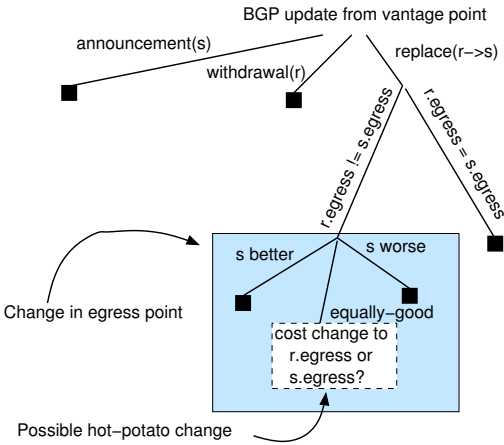 BGP update from vantage point
announcement(s)
withdrawal(r)
replace(r−>s)
r.egress != s.egress
r.egress = s.egress
s better
s worse
equally−good
Change in egress point
cost change to
r.egress or
s.egress?
Possible hot−potato change